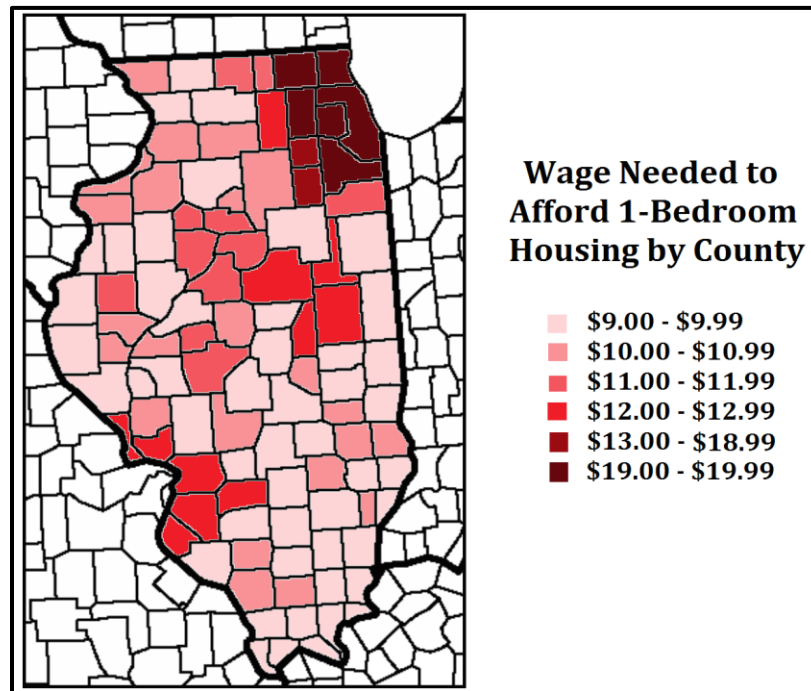 Wage Needed to
Afford 1-Bedroom
Housing by County
$9.00 - $9.99
$10.00 - $10.99
$11.00 - $11.99
$12.00 - $12.99
$13.00 - $18.99
$19.00 - $19.99